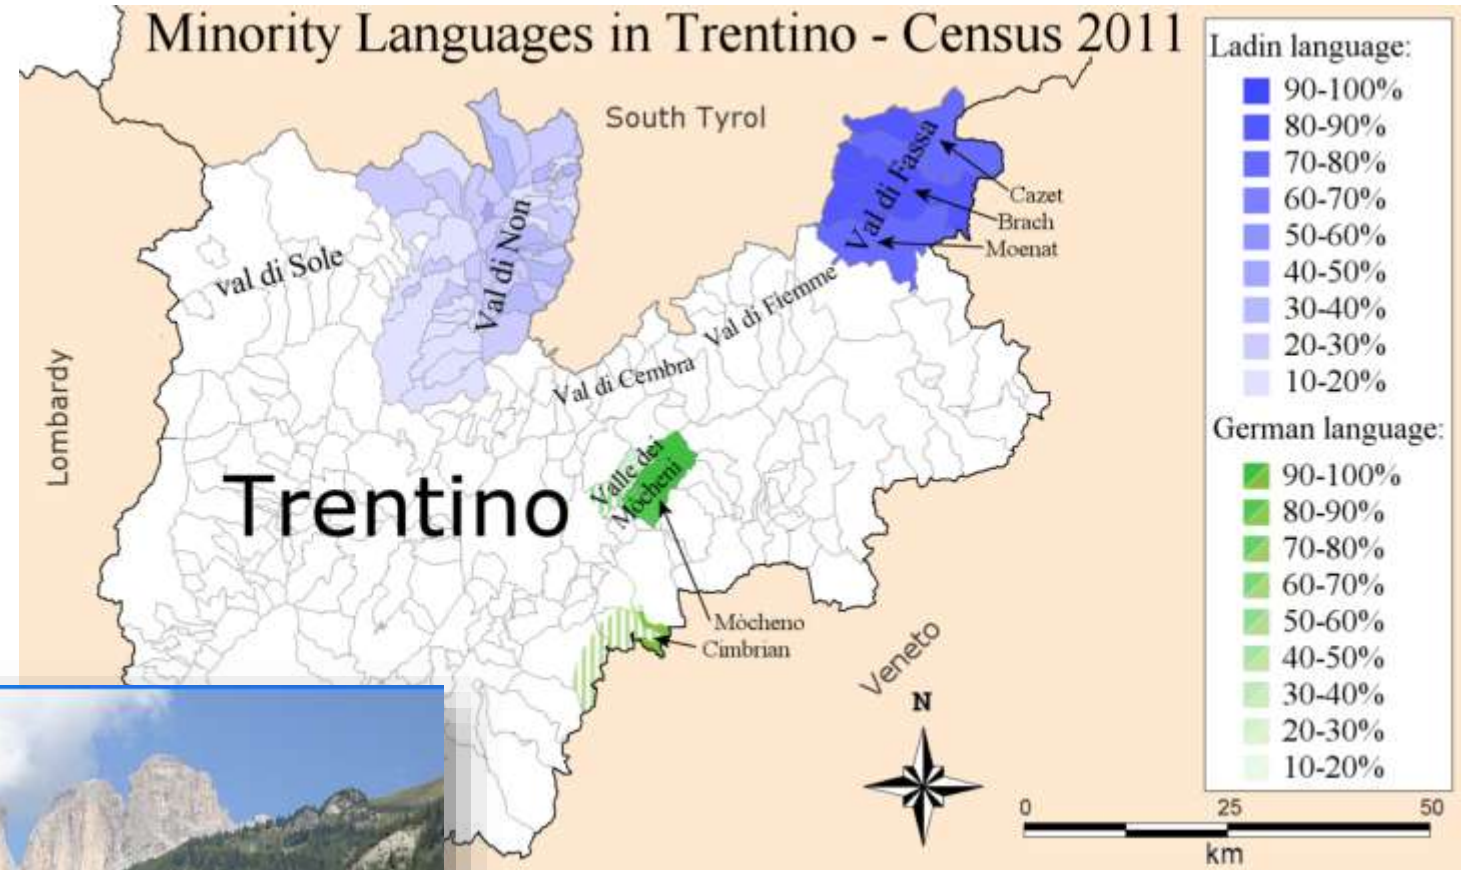 Minority Languages in Trentino - Census 2011
South Tyrol
Val di Fassa
Cazet
Brach
Moenat
val di Sole
Val di Non
Val di Fiemme
Val di Cembra
Lombardy
Trentino
Valle dei
Mòcheni
Mòcheno
Cimbrian
Veneto
N
0 25 50
km
Ladin language:
90-100%
80-90%
70-80%
60-70%
50-60%
40-50%
30-40%
20-30%
10-20%
German language:
90-100%
80-90%
70-80%
60-70%
50-60%
40-50%
30-40%
20-30%
10-20%